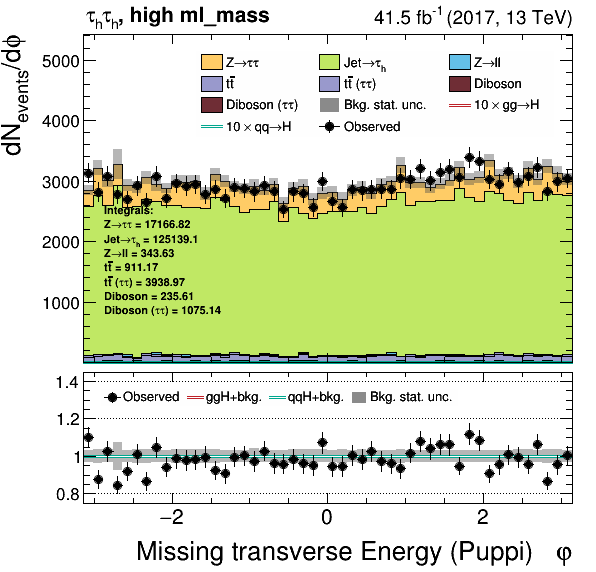 τhτh, high ml_mass 41.5 fb⁻¹ (2017, 13 TeV)
dNevents/dϕ
Z→ττ Jet→τh Z→ll
tt̄ tt̄ (ττ) Diboson
Diboson (ττ) Bkg. stat. unc. 10 × gg→H
10 × qq→H Observed
5000
4000
3000
2000
1000
Integrals:
Z→ττ = 17166.82
Jet→τh = 125139.1
Z→ll = 343.63
tt̄ = 911.17
tt̄ (ττ) = 3938.97
Diboson = 235.61
Diboson (ττ) = 1075.14
1.4
1.2
1
0.8
Observed ggH+bkg. qqH+bkg. Bkg. stat. unc.
−2 0 2
Missing transverse Energy (Puppi) φ